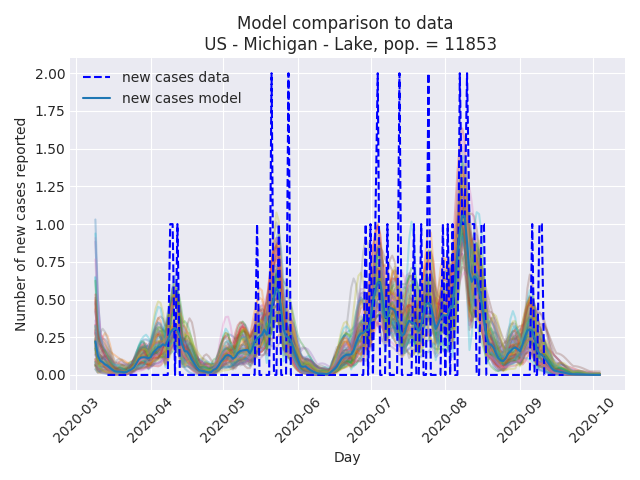 Model comparison to data
US - Michigan - Lake, pop. = 11853
new cases data
new cases model
Number of new cases reported
2.00
1.75
1.50
1.25
1.00
0.75
0.50
0.25
0.00
2020-03
2020-04
2020-05
2020-06
2020-07
2020-08
2020-09
2020-10
Day